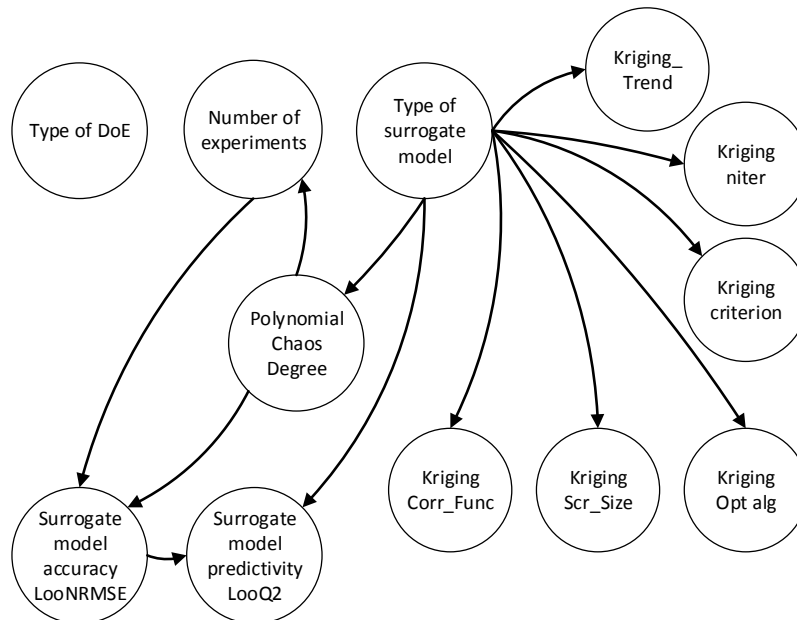 Type of DoE
Number of
experiments
Type of
surrogate
model
Kriging_
Trend
Kriging
niter
Kriging
criterion
Polynomial
Chaos
Degree
Kriging
Corr_Func
Kriging
Scr_Size
Kriging
Opt alg
Surrogate
model
accuracy
LooNRMSE
Surrogate
model
predictivity
LooQ2